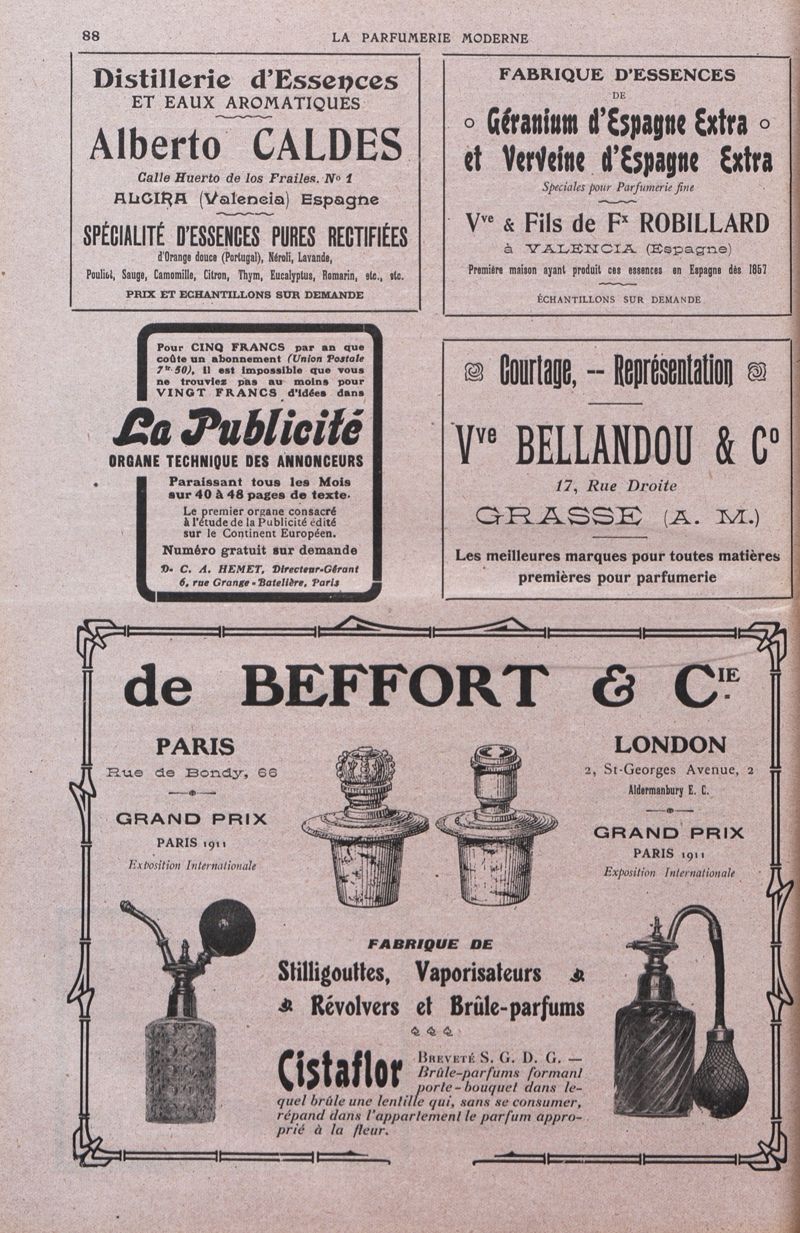 88
LA PARFUMERIE MODERNE
Distillerie d'Essences
ET EAUX AROMATIQUES
Alberto CALDES
Calle Huerto de los Frailes. Nº 1
ALCIRA (Valencia) Espagne
SPÉCIALITÉ D'ESSENCES PURES RECTIFIÉES
d'Orange douce (Portugal), Néroli, Lavande,
Pouliot, Sauge, Camomille, Citron, Thym, Eucalyptus, Romarin, etc., etc.
PRIX ET ECHANTILLONS SUR DEMANDE
FABRIQUE D'ESSENCES
DE
Géranium d'Espagne Extra
et VerVeine d'Espagne Extra
Speciales pour Parfumerie fine
Vve & Fils de Fx ROBILLARD
à VALENCIA (Espagne)
Première maison ayant produit ces essences en Espagne dès 1857
ÉCHANTILLONS SUR DEMANDE
Pour CINQ FRANCS par an que
coûte un abonnement (Union Postale
7 fr. 50), il est impossible que vous
ne trouviez pas au moins pour
VINGT FRANCS d'idées dans
La Publicité
ORGANE TECHNIQUE DES ANNONCEURS
Paraissant tous les Mois
sur 40 à 48 pages de texte.
Le premier organe consacré
à l'étude de la Publicité édité
sur le Continent Européen.
Numéro gratuit sur demande
D. C. A. HEMET, Directeur-Gérant
6, rue Grange-Batelière, Paris
Courtage, -- Représentation
Vve BELLANDOU & Cº
17, Rue Droite
GRASSE (A. M.)
Les meilleures marques pour toutes matières
premières pour parfumerie
de BEFFORT & CIE.
PARIS
Rue de Bondy, 66
GRAND PRIX
PARIS 1911
Exposition Internationale
LONDON
2, St-Georges Avenue, 2
Aldermanbury E. C.
GRAND PRIX
PARIS 1911
Exposition Internationale
FABRIQUE DE
Stilligouttes, Vaporisateurs
Révolvers et Brûle-parfums
Cistaflor BREVETÉ S. G. D. G. —
Brûle-parfums formant
porte-bouquet dans le-
quel brûle une lentille qui, sans se consumer,
répand dans l'appartement le parfum appro-
prié à la fleur.